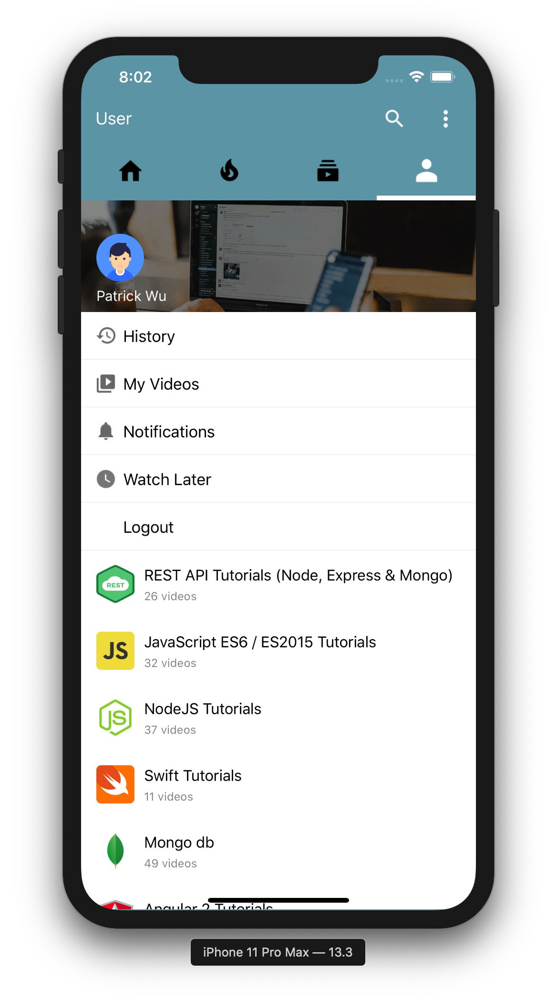 8:02
User
Patrick Wu
History
My Videos
Notifications
Watch Later
Logout
REST
REST API Tutorials (Node, Express & Mongo)
26 videos
JS
JavaScript ES6 / ES2015 Tutorials
32 videos
JS
NodeJS Tutorials
37 videos
Swift Tutorials
11 videos
Mongo db
49 videos
Angular 2 Tutorials
iPhone 11 Pro Max — 13.3